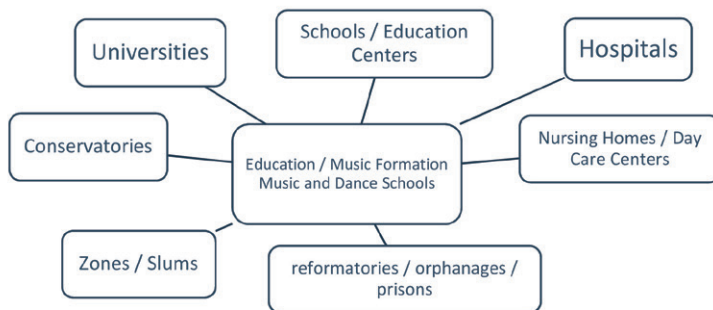 Schools / Education
Centers
Universities
Hospitals
Conservatories
Education / Music Formation
Music and Dance Schools
Nursing Homes / Day
Care Centers
Zones / Slums
reformatories / orphanages /
prisons